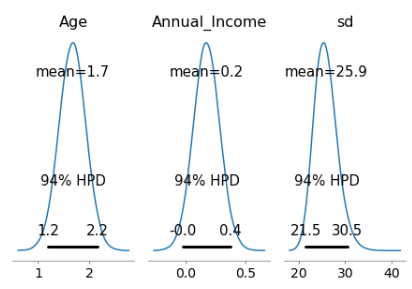 Age
mean=1.7
94% HPD
1.2 2.2
1 2
Annual_Income
mean=0.2
94% HPD
-0.0 0.4
0.0 0.5
sd
mean=25.9
94% HPD
21.5 30.5
20 30 40